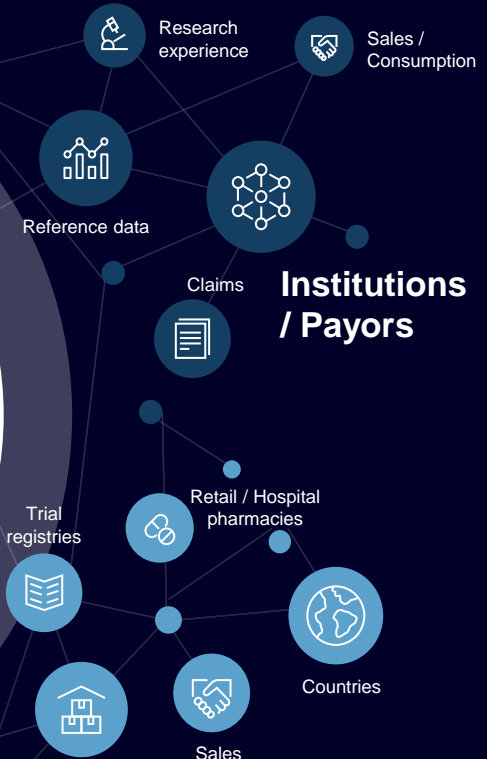 Research
experience
Sales /
Consumption
Reference data
Claims
Institutions
/ Payors
Retail / Hospital
pharmacies
Trial
registries
Countries
Sales